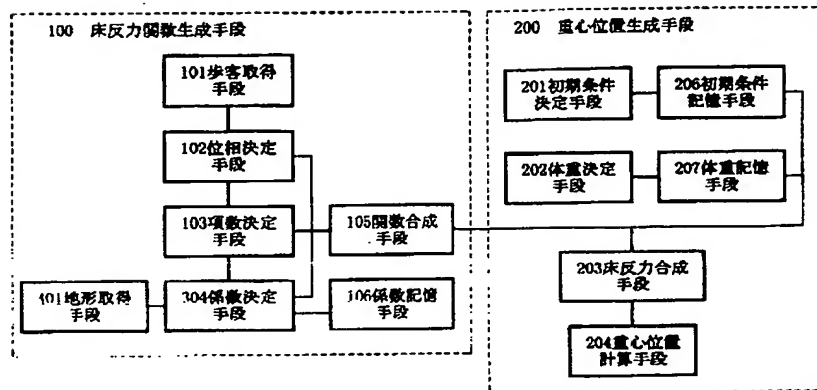 100 床反力関数生成手段
101歩容取得
手段
102位相決定
手段
103項数決定
手段
105関数合成
手段
401地形取得
手段
304係数決定
手段
106係数記憶
手段
200 重心位置生成手段
201初期条件
決定手段
206初期条件
記憶手段
202体重決定
手段
207体重記憶
手段
203床反力合成
手段
204重心位置
計算手段